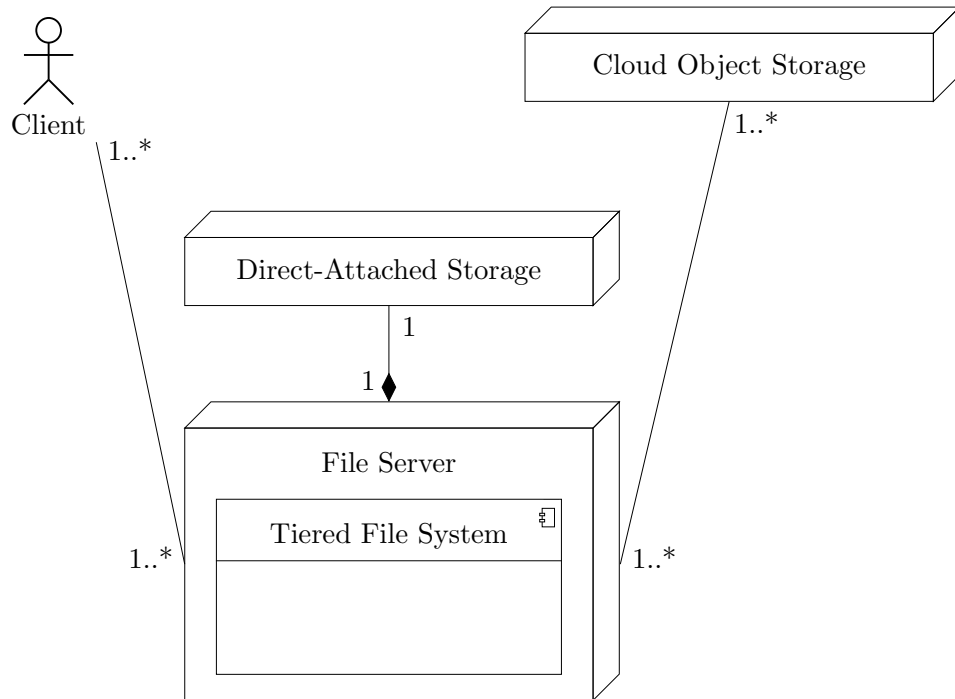 Cloud Object Storage
Client
1..*
1..*
Direct-Attached Storage
1
1
File Server
Tiered File System
1..*
1..*